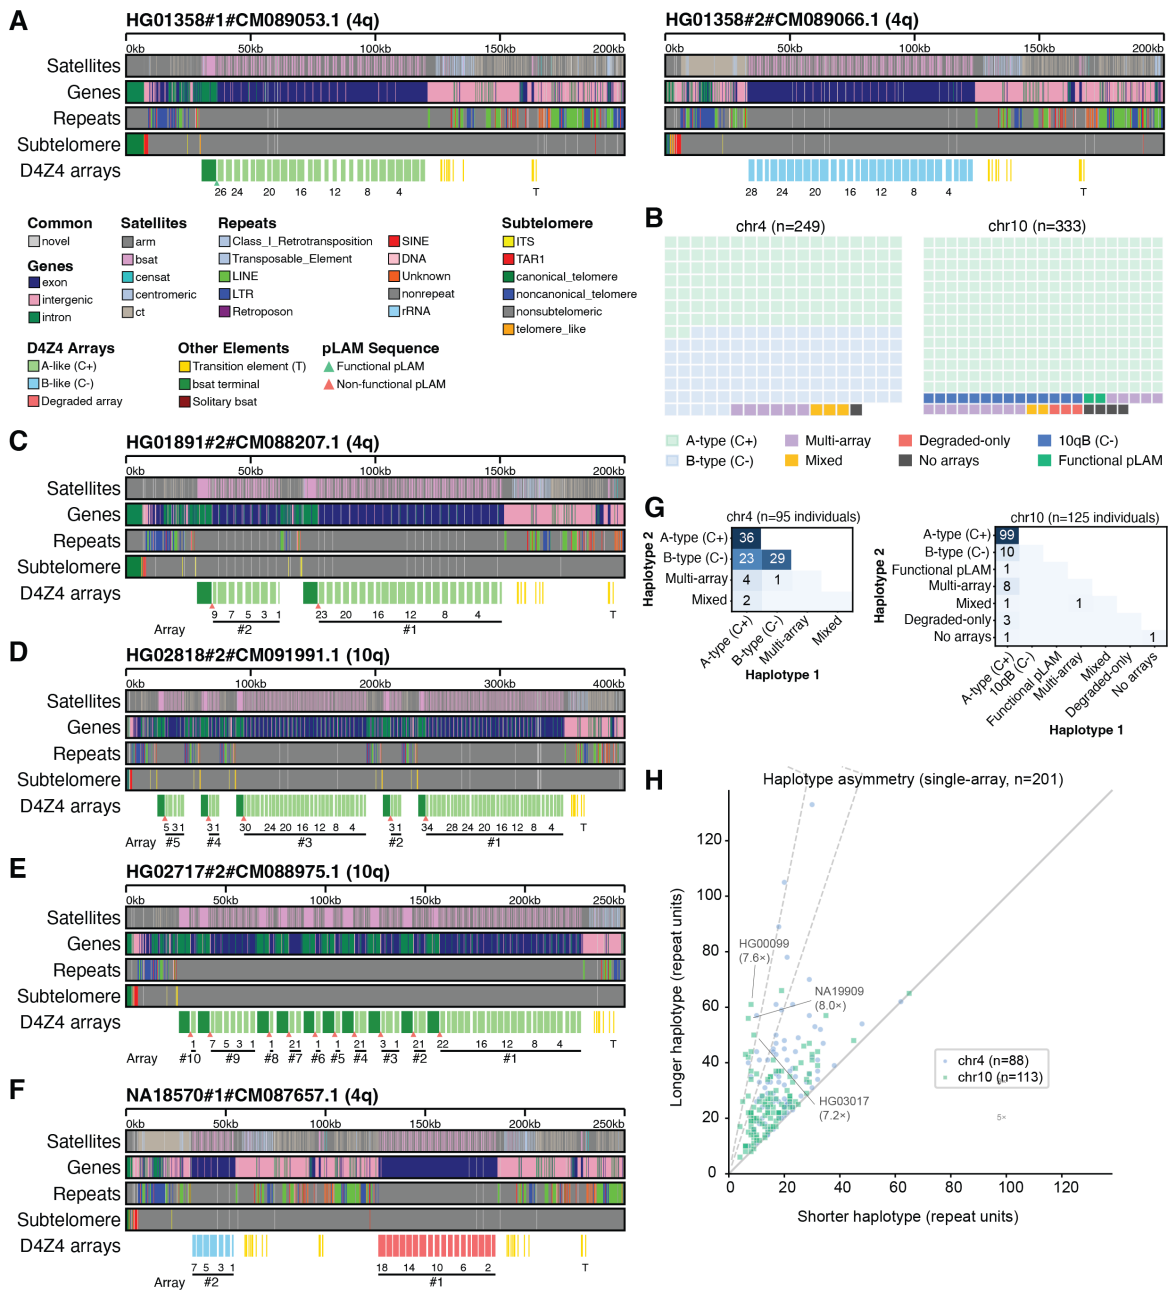 A
HG01358#1#CM089053.1 (4q)
0kb 50kb 100kb 150kb 200kb
Satellites
Genes
Repeats
Subtelomere
D4Z4 arrays
26 24 20 16 12 8 4 T
HG01358#2#CM089066.1 (4q)
0kb 50kb 100kb 150kb 200kb
28 24 20 16 12 8 4 T
Common
novel
Genes
exon
intergenic
intron
Satellites
arm
bsat
censat
centromeric
ct
Repeats
Class_I_Retrotransposition
Transposable_Element
LINE
LTR
Retroposon
SINE
DNA
Unknown
nonrepeat
rRNA
Subtelomere
ITS
TAR1
canonical_telomere
noncanonical_telomere
nonsubtelomeric
telomere_like
D4Z4 Arrays
A-like (C+)
B-like (C-)
Degraded array
Other Elements
Transition element (T)
bsat terminal
Solitary bsat
pLAM Sequence
Functional pLAM
Non-functional pLAM
B
chr4 (n=249)
chr10 (n=333)
A-type (C+)
B-type (C-)
Multi-array
Mixed
Degraded-only
No arrays
10qB (C-)
Functional pLAM
C
HG01891#2#CM088207.1 (4q)
0kb 50kb 100kb 150kb 200kb
Satellites
Genes
Repeats
Subtelomere
D4Z4 arrays
9 7 5 3 1 23 20 16 12 8 4 T
Array #2 #1
D
HG02818#2#CM091991.1 (10q)
0kb 100kb 200kb 300kb 400kb
Satellites
Genes
Repeats
Subtelomere
D4Z4 arrays
5 31 31 30 24 20 16 12 8 4 31 34 28 24 20 16 12 8 4 T
Array #5 #4 #3 #2 #1
E
HG02717#2#CM088975.1 (10q)
0kb 50kb 100kb 150kb 200kb 250kb
Satellites
Genes
Repeats
Subtelomere
D4Z4 arrays
1 7 5 3 1 1 21 1 1 21 3 1 21 22 16 12 8 4 T
Array #10 #9 #8 #7 #6 #5 #4 #3 #2 #1
F
NA18570#1#CM087657.1 (4q)
0kb 50kb 100kb 150kb 200kb 250kb
Satellites
Genes
Repeats
Subtelomere
D4Z4 arrays
7 5 3 1 18 14 10 6 2 T
Array #2 #1
G
chr4 (n=95 individuals)
Haplotype 2
A-type (C+) 36
B-type (C-) 23 29
Multi-array 4 1
Mixed 2
A-type (C+)
B-type (C-)
Multi-array
Mixed
Haplotype 1
chr10 (n=125 individuals)
Haplotype 2
A-type (C+) 99
B-type (C-) 10
Functional pLAM 1
Multi-array 8
Mixed 1 1
Degraded-only 3
No arrays 1 1
A-type (C+)
10qB (C-)
Functional pLAM
Multi-array
Mixed
Degraded-only
No arrays
Haplotype 1
H
Haplotype asymmetry (single-array, n=201)
Longer haplotype (repeat units)
120
100
80
60
40
20
0
HG00099
(7.6×)
NA19909
(8.0×)
HG03017
(7.2×)
chr4 (n=88)
chr10 (n=113)
5×
0 20 40 60 80 100 120
Shorter haplotype (repeat units)